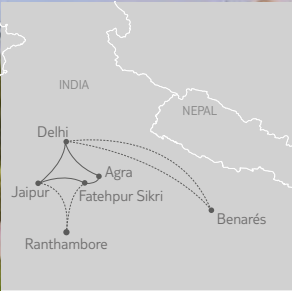 INDIA
NEPAL
Delhi
Agra
Jaipur
Fatehpur Sikri
Benarés
Ranthambore